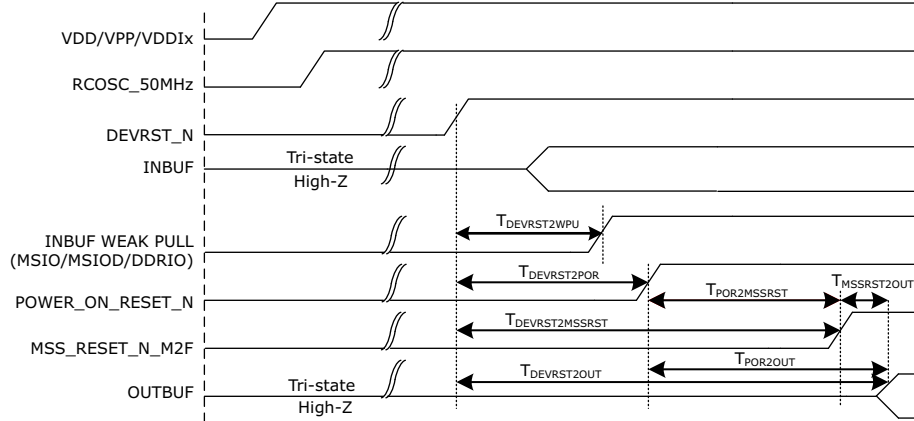 VDD/VPP/VDDIx
RCOSC_50MHz
DEVRST_N
INBUF
Tri-state
High-Z
INBUF WEAK PULL
(MSIO/MSIOD/DDRIO)
TDEVRST2WPU
POWER_ON_RESET_N
TDEVRST2POR
TPOR2MSSRST
TMSSRST2OUT
MSS_RESET_N_M2F
TDEVRST2MSSRST
OUTBUF
Tri-state
High-Z
TDEVRST2OUT
TPOR2OUT